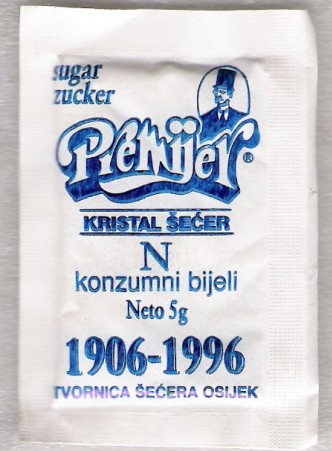 sugar
zucker
Premijer®
KRISTAL ŠEĆER
N
konzumni bijeli
Neto 5g
1906-1996
TVORNICA ŠEĆERA OSIJEK